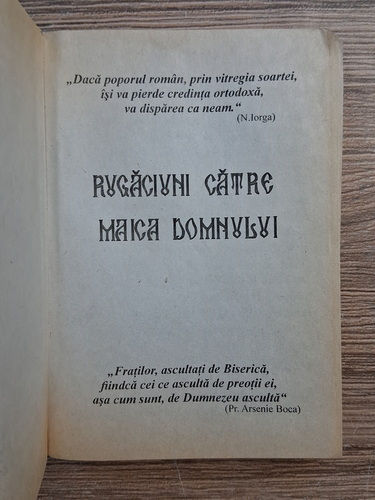 „Dacă poporul român, prin vitregia soartei,
își va pierde credința ortodoxă,
va dispărea ca neam.“
(N.Iorga)
RUGĂCIUNI CĂTRE
MAICA DOMNULUI
„Fraților, ascultați de Biserică,
fiindcă cei ce ascultă de preoții ei,
așa cum sunt, de Dumnezeu ascultă“
(Pr. Arsenie Boca)